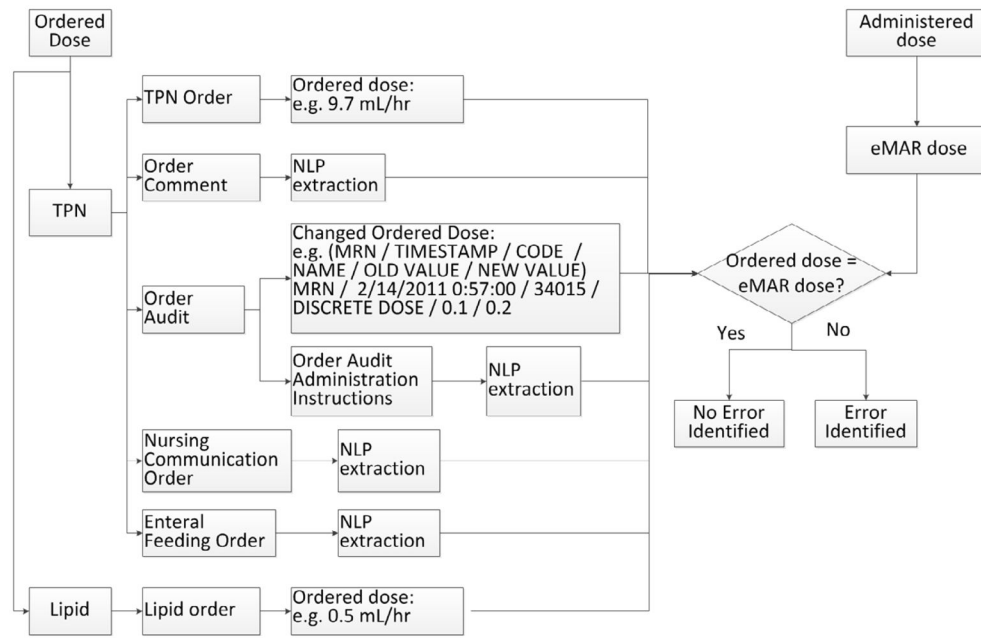 Ordered
Dose
Administered
dose
TPN Order
Ordered dose:
e.g. 9.7 mL/hr
eMAR dose
Order
Comment
NLP
extraction
TPN
Changed Ordered Dose:
e.g. (MRN / TIMESTAMP / CODE /
NAME / OLD VALUE / NEW VALUE)
MRN / 2/14/2011 0:57:00 / 34015 /
DISCRETE DOSE / 0.1 / 0.2
Order
Audit
Ordered dose =
eMAR dose?
Yes
No
Order Audit
Administration
Instructions
NLP
extraction
No Error
Identified
Error
Identified
Nursing
Communication
Order
NLP
extraction
Enteral
Feeding Order
NLP
extraction
Lipid
Lipid order
Ordered dose:
e.g. 0.5 mL/hr